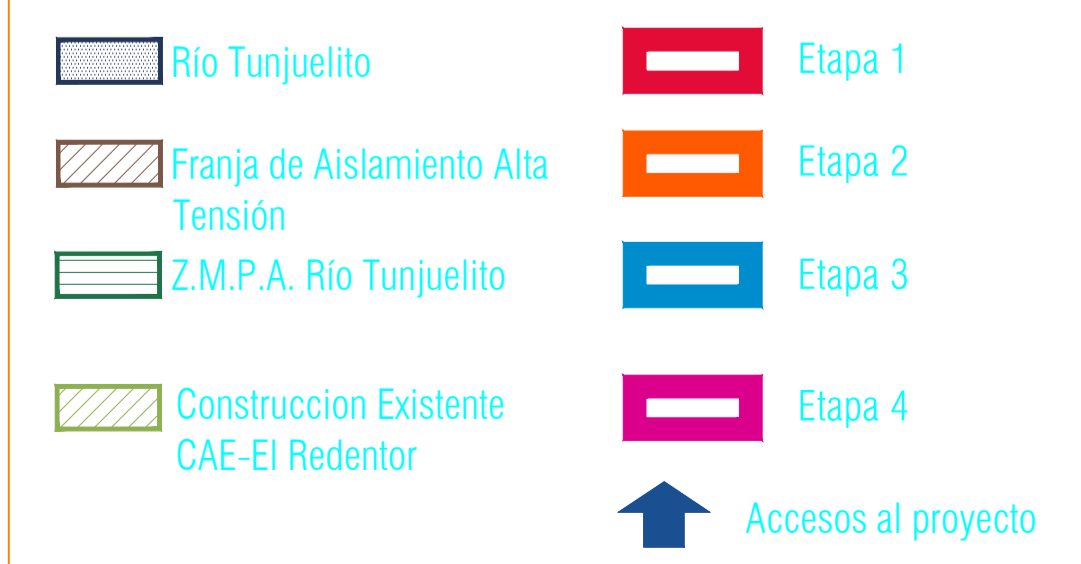 Río Tunjuelito
Franja de Aislamiento Alta
Tensión
Z.M.P.A. Río Tunjuelito
Construccion Existente
CAE-El Redentor
Etapa 1
Etapa 2
Etapa 3
Etapa 4
Accesos al proyecto